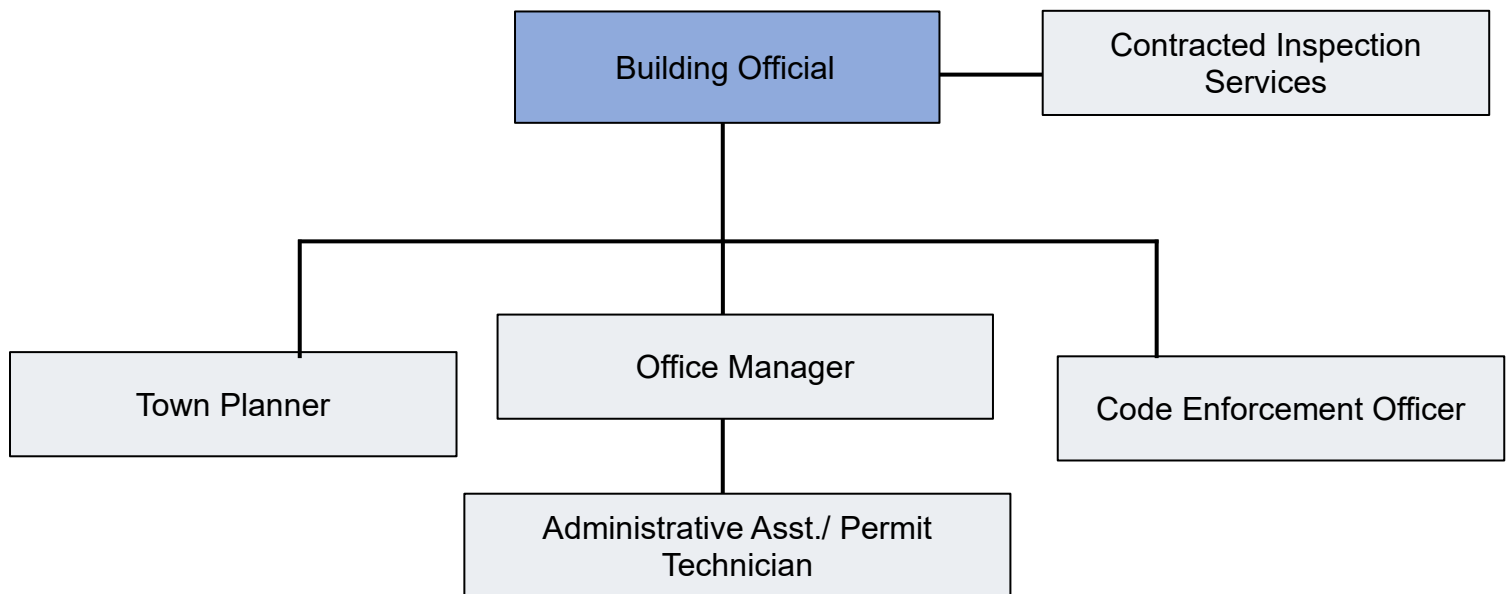 Building Official
Contracted Inspection
Services
Town Planner
Office Manager
Code Enforcement Officer
Administrative Asst./ Permit
Technician